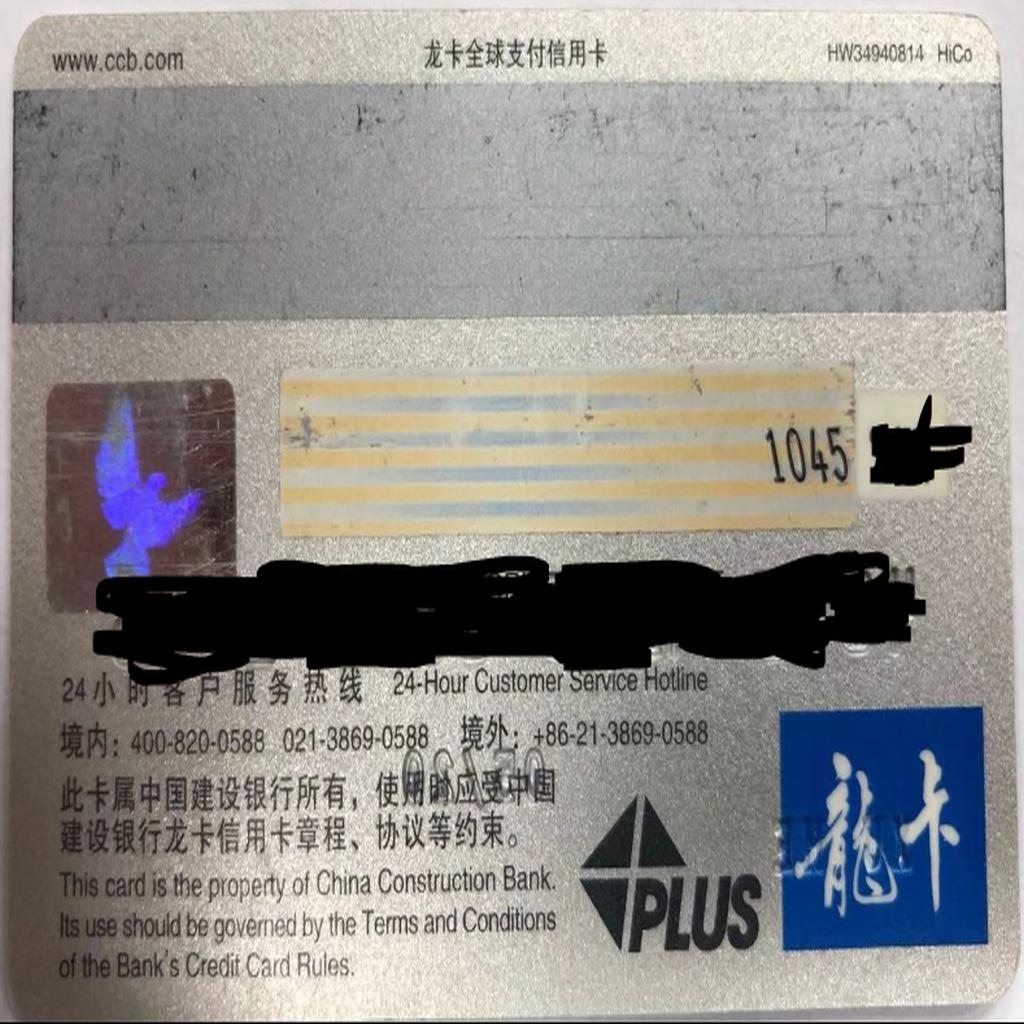 www.ccb.com 龙卡全球支付信用卡 HW34940814 HiCo
1045
24小时客户服务热线 24-Hour Customer Service Hotline
境内：400-820-0588 021-3869-0588 境外：+86-21-3869-0588
此卡属中国建设银行所有，使用时应受中国
建设银行龙卡信用卡章程、协议等约束。
This card is the property of China Construction Bank.
Its use should be governed by the Terms and Conditions
of the Bank's Credit Card Rules.
PLUS
龍卡